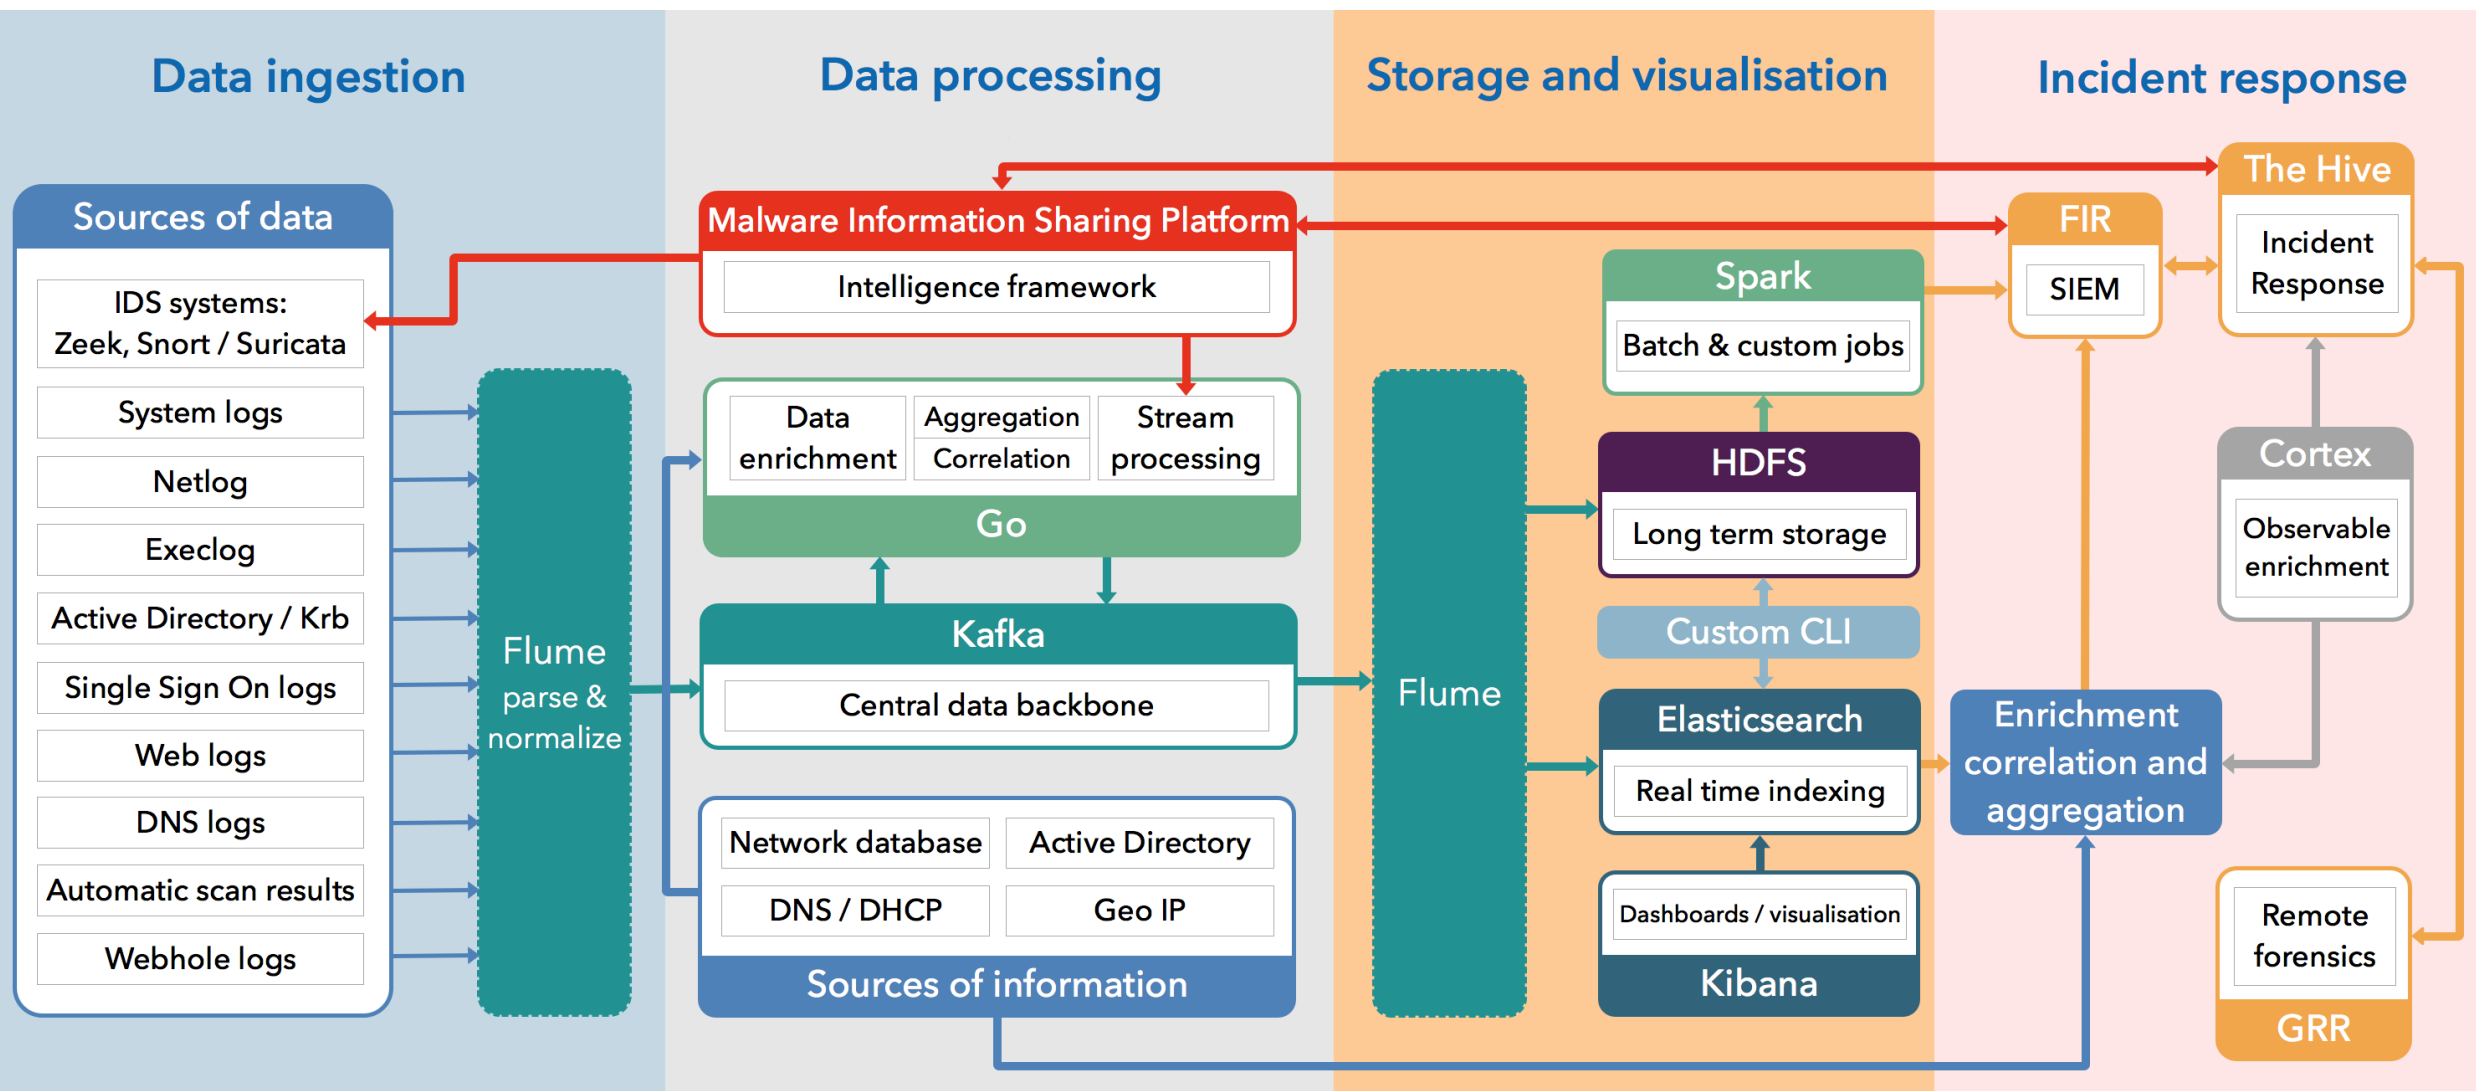 Data ingestion
Data processing
Storage and visualisation
Incident response
Sources of data
IDS systems:
Zeek, Snort / Suricata
System logs
Netlog
Execlog
Active Directory / Krb
Single Sign On logs
Web logs
DNS logs
Automatic scan results
Webhole logs
Flume
parse &
normalize
Malware Information Sharing Platform
Intelligence framework
Data
enrichment
Aggregation
Correlation
Stream
processing
Go
Kafka
Central data backbone
Network database
Active Directory
DNS / DHCP
Geo IP
Sources of information
Flume
Spark
Batch & custom jobs
HDFS
Long term storage
Custom CLI
Elasticsearch
Real time indexing
Dashboards / visualisation
Kibana
FIR
SIEM
The Hive
Incident
Response
Cortex
Observable
enrichment
Enrichment
correlation and
aggregation
Remote
forensics
GRR